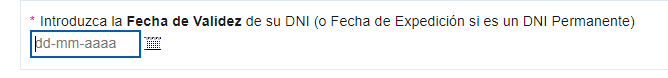 * Introduzca la Fecha de Validez de su DNI (o Fecha de Expedición si es un DNI Permanente)
dd-mm-aaaa